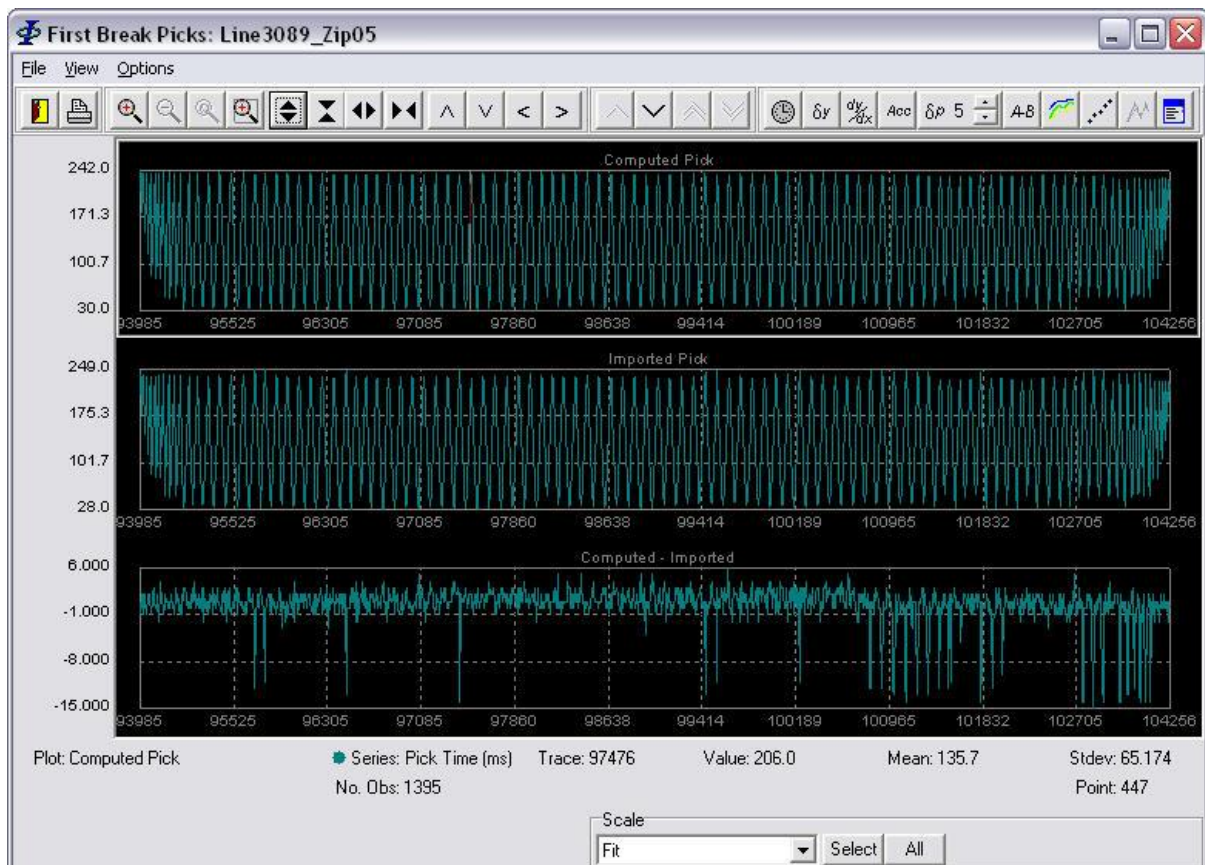 First Break Picks: Line3089_Zip05
File View Options
δy dy/dx Acc δp 5 A-B
Computed Pick
242.0
171.3
100.7
30.0
93985 95525 96305 97085 97860 98638 99414 100189 100965 101832 102705 104256
Imported Pick
249.0
175.3
101.7
28.0
93985 95525 96305 97085 97860 98638 99414 100189 100965 101832 102705 104256
Computed - Imported
6.000
-1.000
-8.000
-15.000
93985 95525 96305 97085 97860 98638 99414 100189 100965 101832 102705 104256
Plot: Computed Pick Series: Pick Time (ms) Trace: 97476 Value: 206.0 Mean: 135.7 Stdev: 65.174
No. Obs: 1395 Point: 447
Scale
Fit Select All